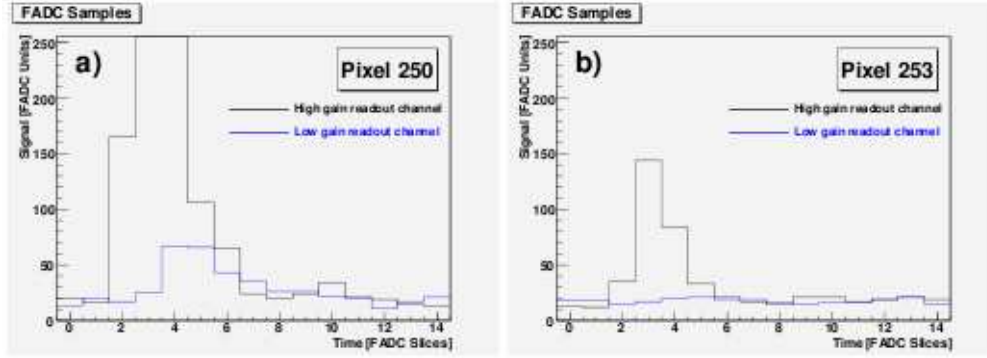 FADC Samples
a)
Pixel 250
High gain readout channel
Low gain readout channel
Signal [FADC Units]
250
200
150
100
50
0
0 2 4 6 8 10 12 14
Time [FADC Slices]
FADC Samples
b)
Pixel 253
High gain readout channel
Low gain readout channel
Signal [FADC Units]
250
200
150
100
50
0
0 2 4 6 8 10 12 14
Time [FADC Slices]